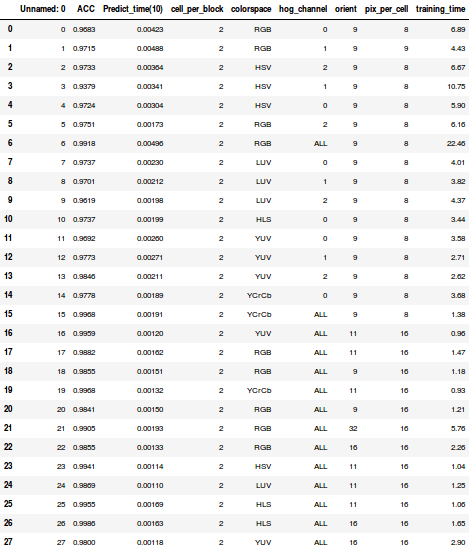 Unnamed: 0 ACC Predict_time(10) cell_per_block colorspace hog_channel orient pix_per_cell training_time
0 0 0.9683 0.00423 2 RGB 0 9 8 6.89
1 1 0.9715 0.00488 2 RGB 1 9 9 4.43
2 2 0.9733 0.00364 2 HSV 2 9 8 6.67
3 3 0.9379 0.00341 2 HSV 1 9 8 10.75
4 4 0.9724 0.00304 2 HSV 0 9 8 5.90
5 5 0.9751 0.00173 2 RGB 2 9 8 6.16
6 6 0.9918 0.00496 2 RGB ALL 9 8 22.46
7 7 0.9737 0.00230 2 LUV 0 9 8 4.01
8 8 0.9701 0.00212 2 LUV 1 9 8 3.82
9 9 0.9619 0.00198 2 LUV 2 9 8 4.37
10 10 0.9737 0.00199 2 HLS 0 9 8 3.44
11 11 0.9692 0.00260 2 YUV 0 9 8 3.58
12 12 0.9773 0.00271 2 YUV 1 9 8 2.71
13 13 0.9846 0.00211 2 YUV 2 9 8 2.62
14 14 0.9778 0.00189 2 YCrCb 0 9 8 3.68
15 15 0.9968 0.00191 2 YCrCb ALL 9 8 1.38
16 16 0.9959 0.00120 2 YUV ALL 11 16 0.96
17 17 0.9882 0.00162 2 RGB ALL 11 16 1.47
18 18 0.9855 0.00151 2 RGB ALL 9 16 1.18
19 19 0.9968 0.00132 2 YCrCb ALL 11 16 0.93
20 20 0.9841 0.00150 2 RGB ALL 9 16 1.21
21 21 0.9905 0.00193 2 RGB ALL 32 16 5.76
22 22 0.9855 0.00133 2 RGB ALL 16 16 2.26
23 23 0.9941 0.00114 2 HSV ALL 11 16 1.04
24 24 0.9869 0.00110 2 LUV ALL 11 16 1.25
25 25 0.9955 0.00169 2 HLS ALL 11 16 1.06
26 26 0.9986 0.00163 2 HLS ALL 16 16 1.65
27 27 0.9800 0.00118 2 YUV ALL 16 16 2.90